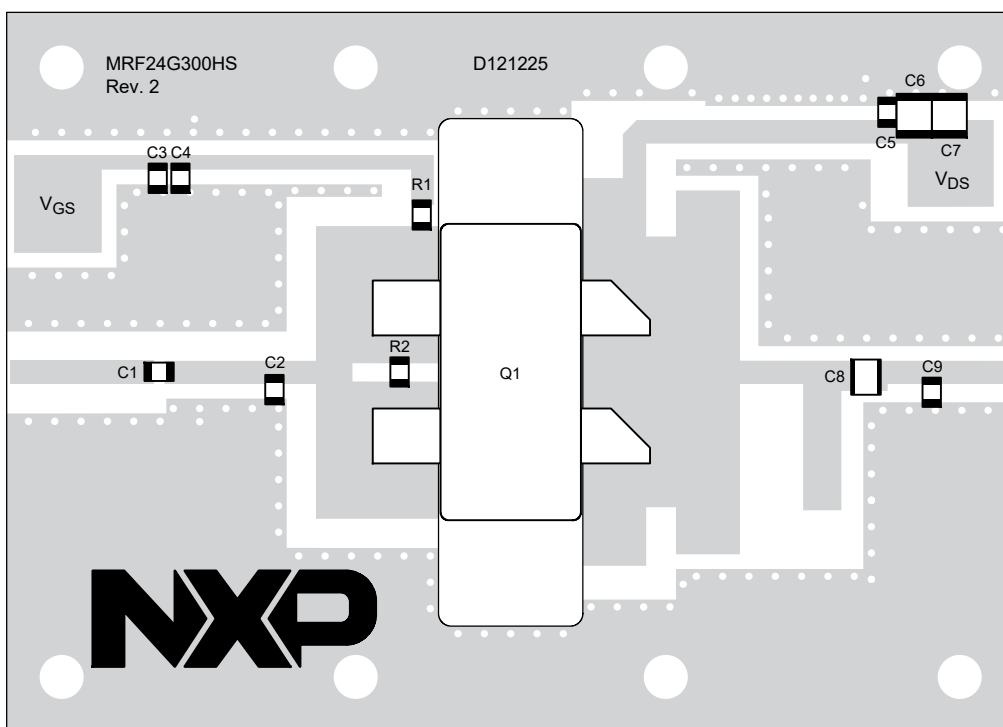 MRF24G300HS
Rev. 2
D121225
C6
C5
C7
VDS
C3 C4
VGS
R1
C1
C2
R2
Q1
C8
C9
NXP